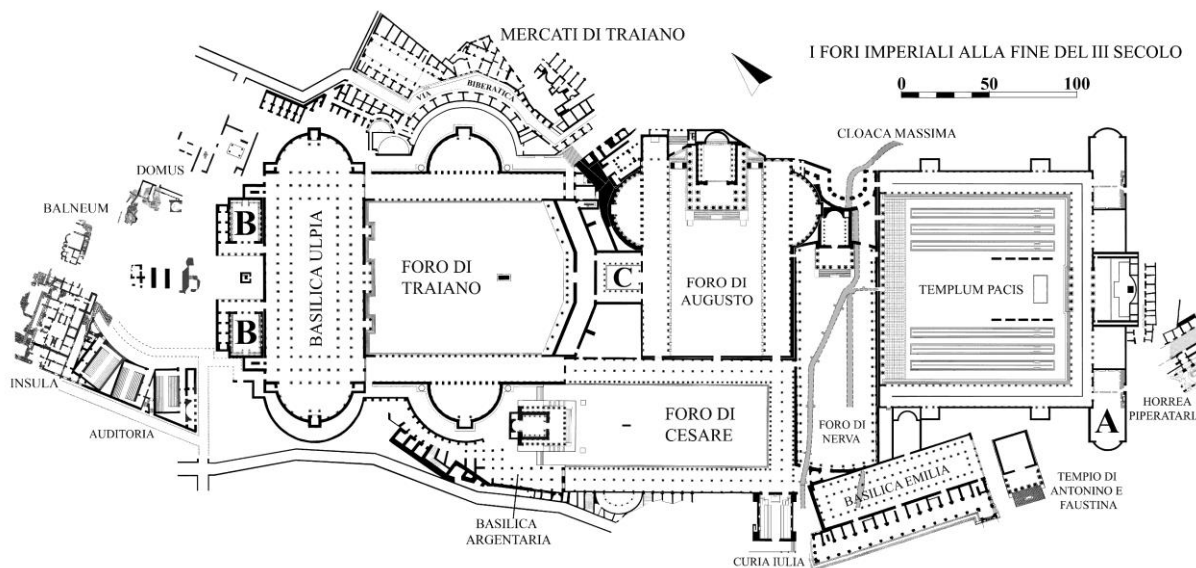 MERCATI DI TRAIANO
I FORI IMPERIALI ALLA FINE DEL III SECOLO
0 50 100
VIA BIBERATICA
CLOACA MASSIMA
DOMUS
BALNEUM
B
B
BASILICA ULPIA
FORO DI
TRAIANO
C
FORO DI
AUGUSTO
TEMPLUM PACIS
INSULA
AUDITORIA
FORO DI
CESARE
FORO DI
NERVA
A
HORREA
PIPERATARIA
BASILICA EMILIA
TEMPIO DI
ANTONINO E
FAUSTINA
BASILICA
ARGENTARIA
CURIA IULIA